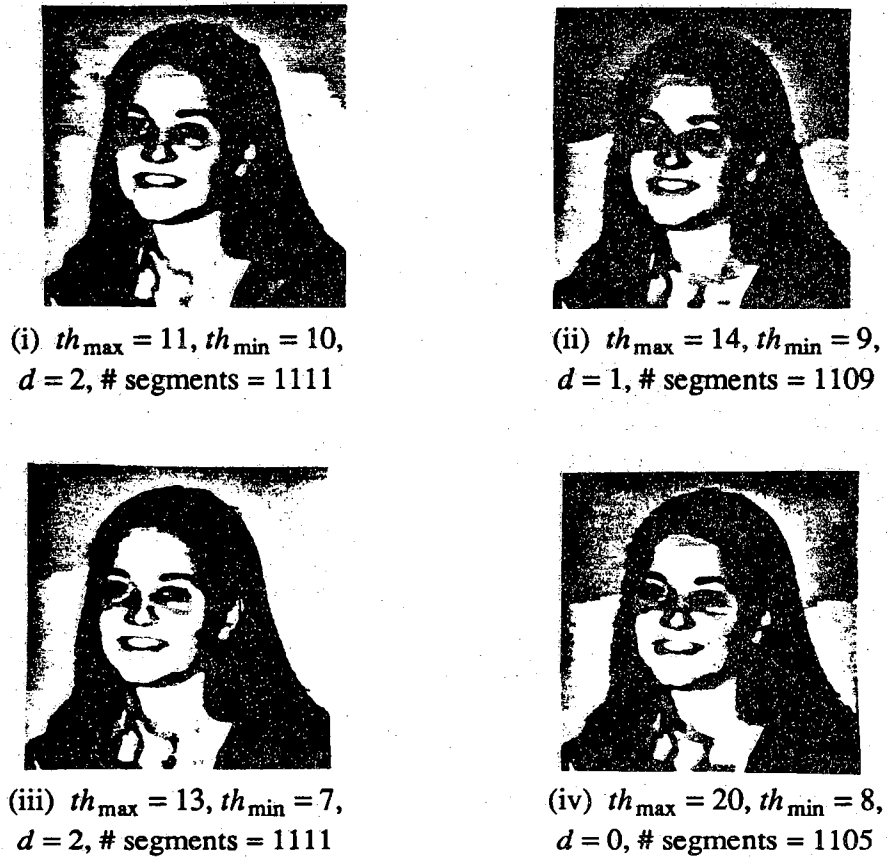 (i) th_max = 11, th_min = 10,
d = 2, # segments = 1111
(ii) th_max = 14, th_min = 9,
d = 1, # segments = 1109
(iii) th_max = 13, th_min = 7,
d = 2, # segments = 1111
(iv) th_max = 20, th_min = 8,
d = 0, # segments = 1105